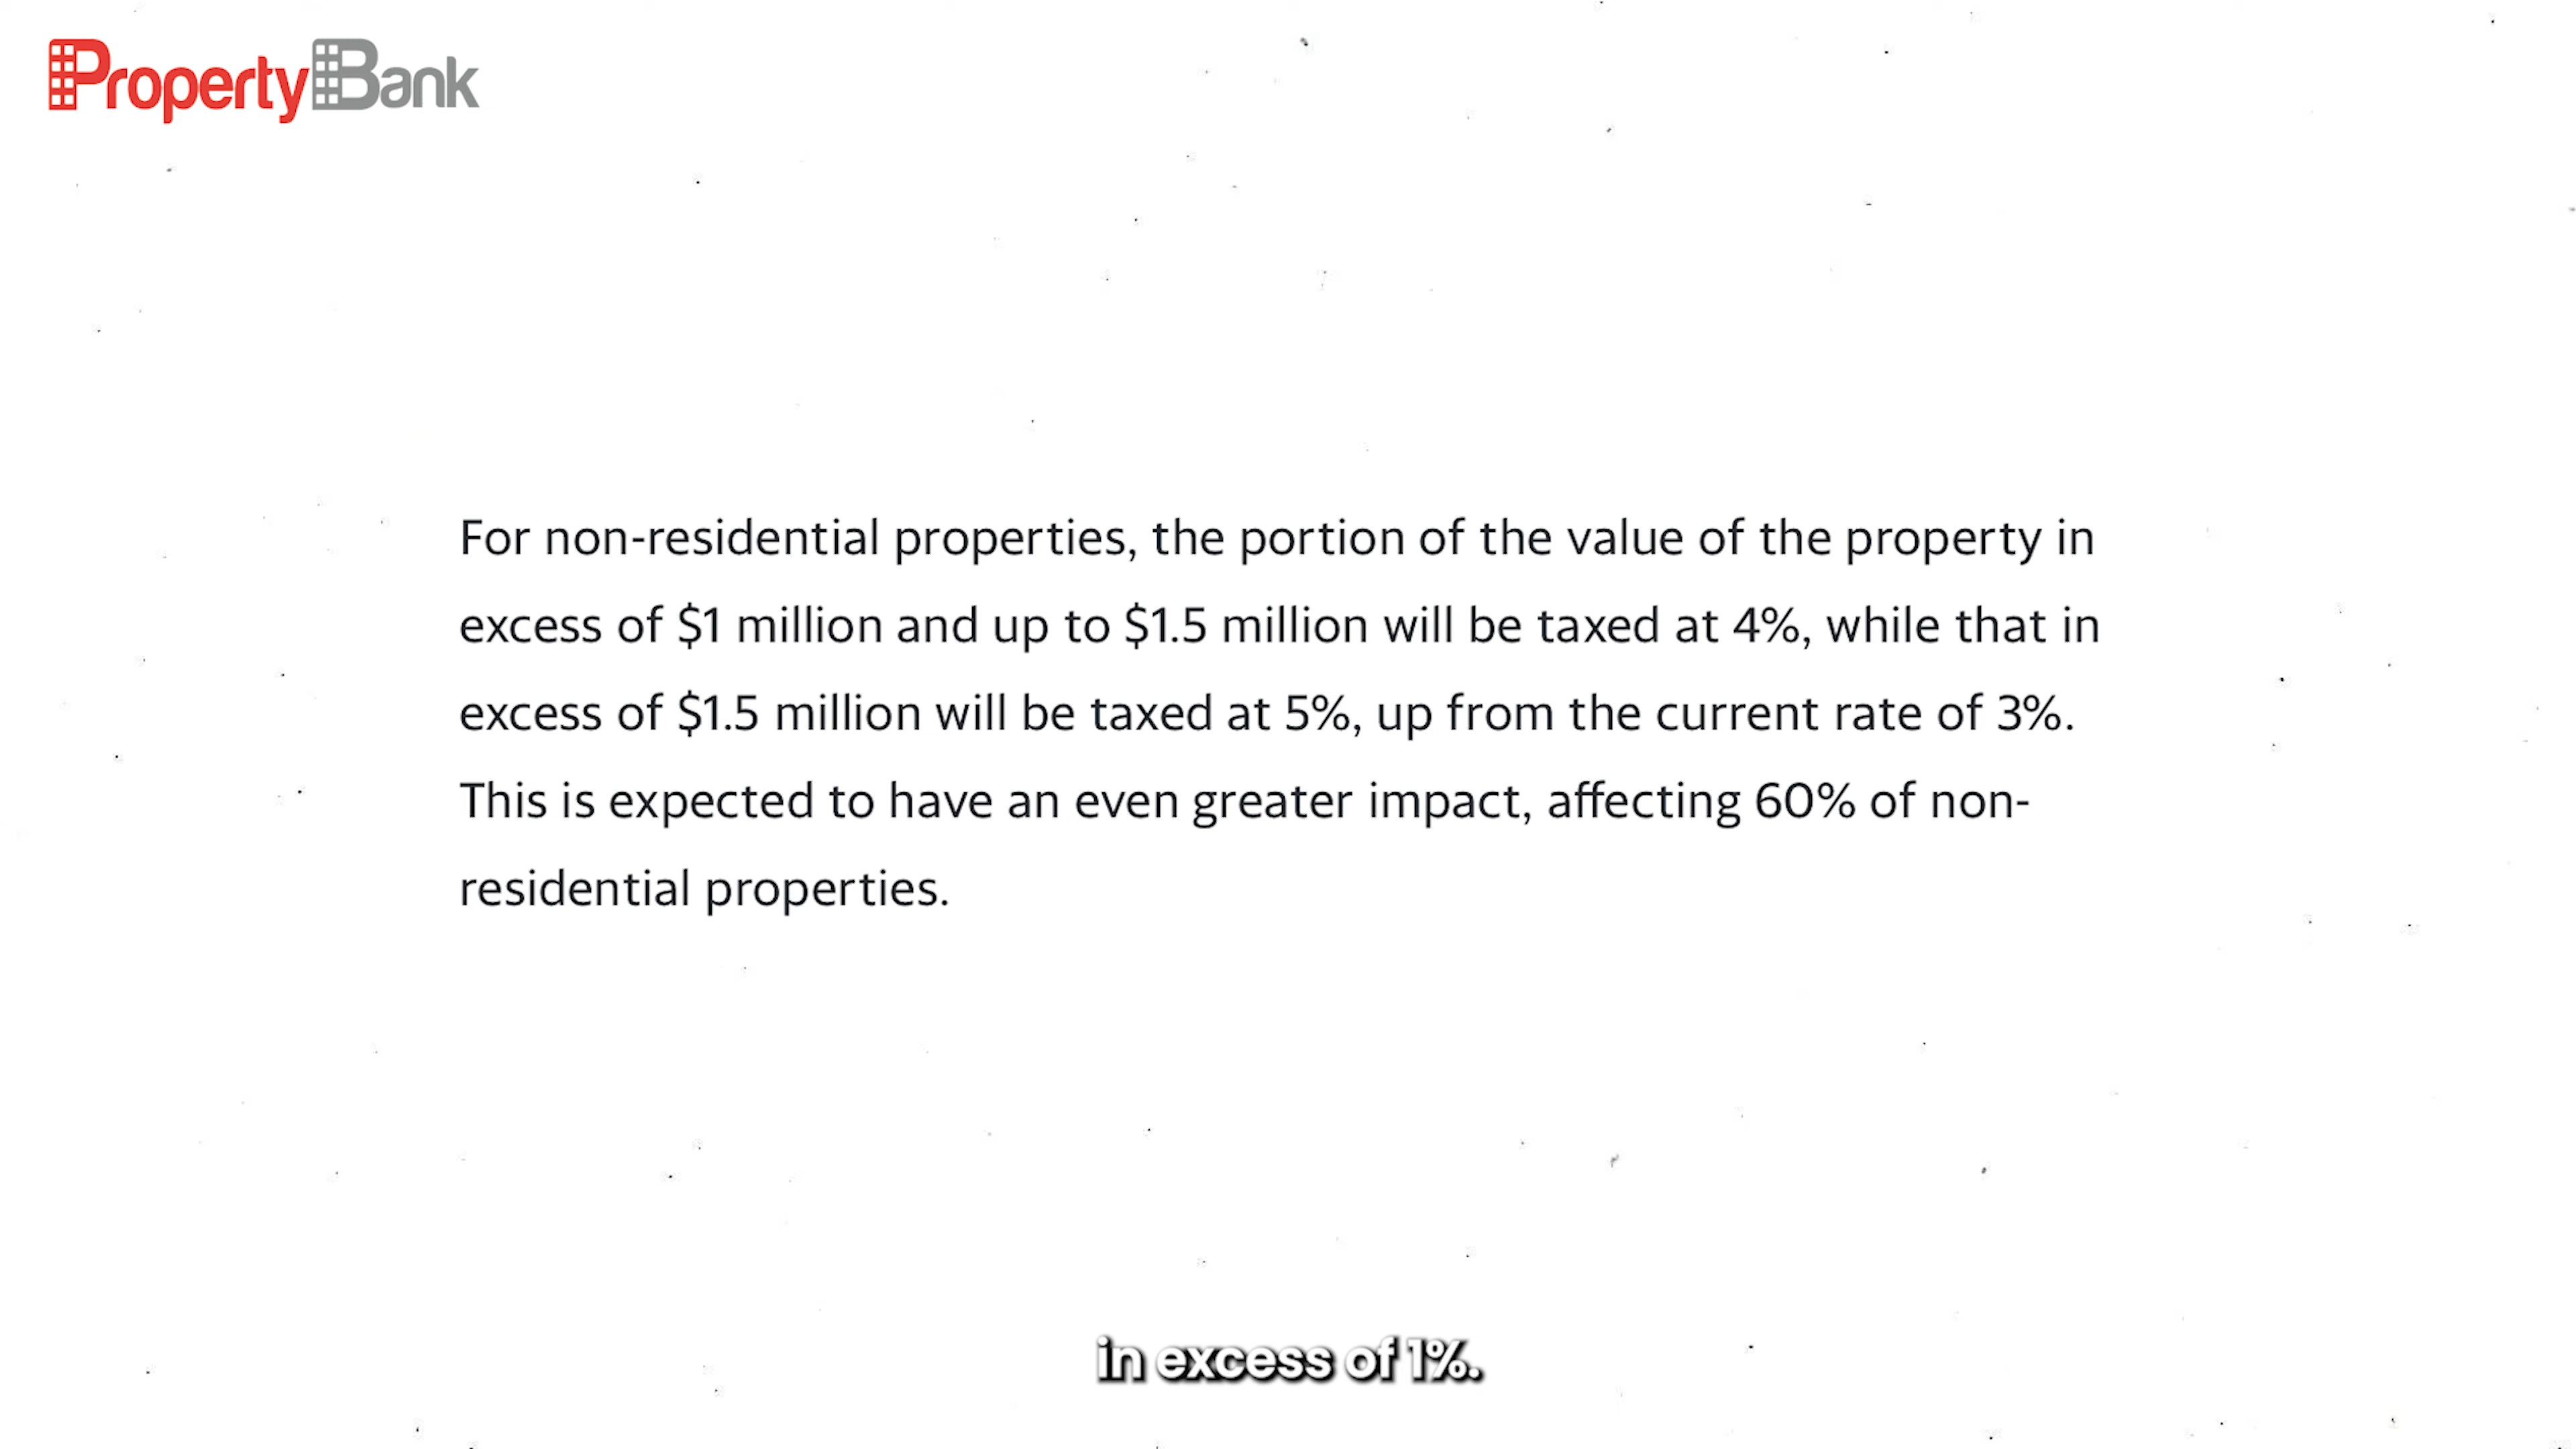 PropertyBank
For non-residential properties, the portion of the value of the property in
excess of $1 million and up to $1.5 million will be taxed at 4%, while that in
excess of $1.5 million will be taxed at 5%, up from the current rate of 3%.
This is expected to have an even greater impact, affecting 60% of non-
residential properties.
in excess of 1%.